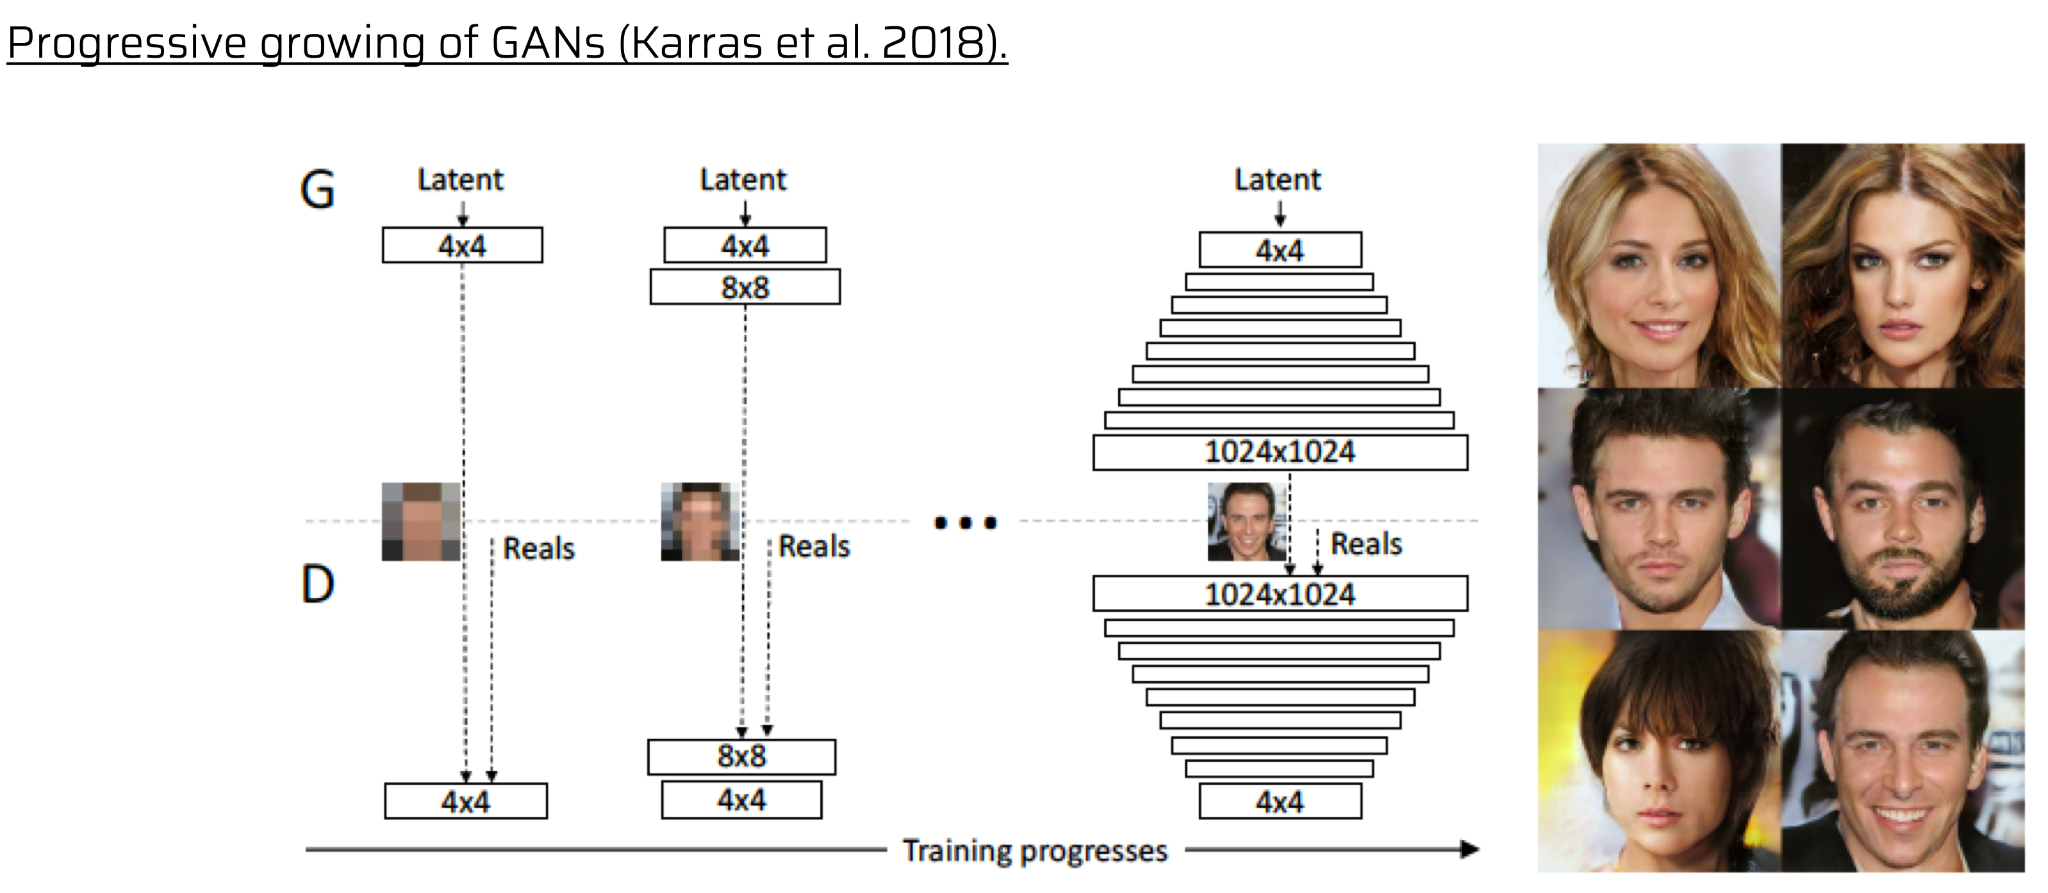 Progressive growing of GANs (Karras et al. 2018).
G
Latent
Latent
Latent
4x4
4x4
4x4
8x8
1024x1024
Reals
Reals
Reals
D
1024x1024
8x8
4x4
4x4
4x4
Training progresses